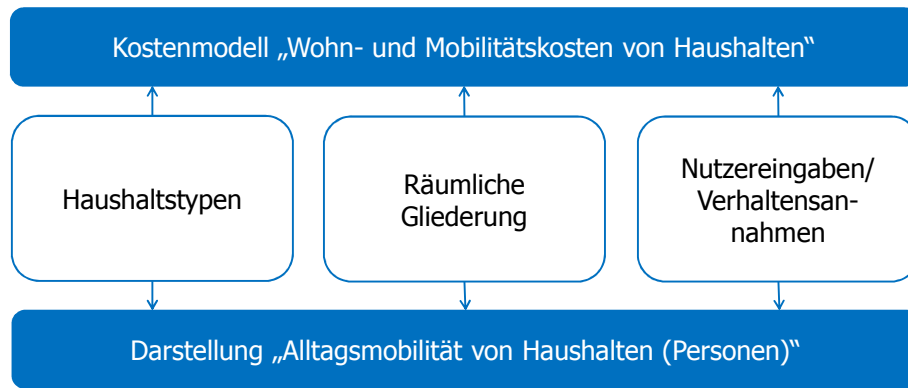 Kostenmodell „Wohn- und Mobilitätskosten von Haushalten“
Haushaltstypen
Räumliche
Gliederung
Nutzereingaben/
Verhaltensan-
nahmen
Darstellung „Alltagsmobilität von Haushalten (Personen)“